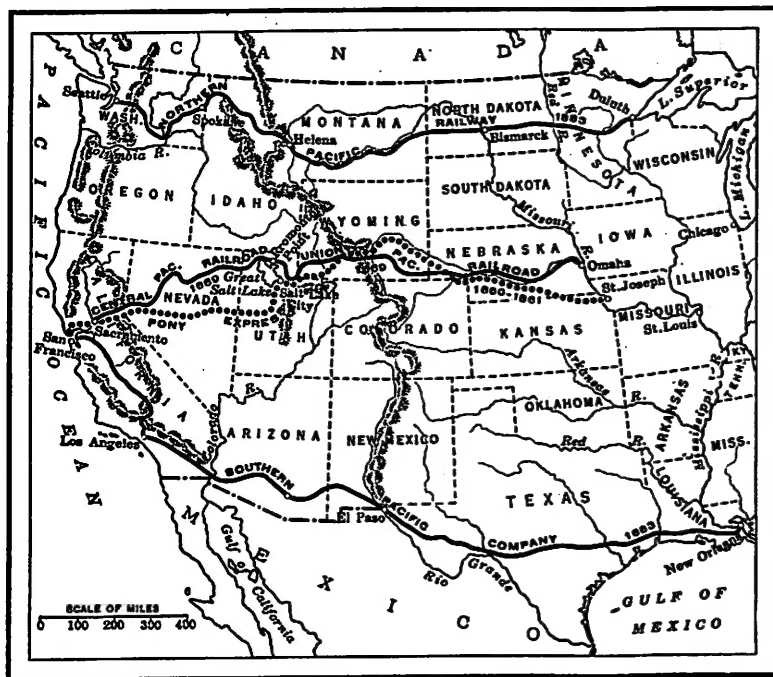 CANADA
PACIFIC OCEAN
Seattle
WASH.
NORTHERN PACIFIC RAILWAY 1883
Spokane
Columbia R.
Helena
MONTANA
NORTH DAKOTA
Bismarck
Red R.
MINNESOTA
Duluth
L. Superior
WISCONSIN
L. Michigan
OREGON
IDAHO
WYOMING
SOUTH DAKOTA
Missouri R.
NEBRASKA
IOWA
Omaha
Chicago
ILLINOIS
CENTRAL PAC. RAILROAD
1869
Promontory Point
UNION PAC. RAILROAD
Great Salt Lake
Salt Lake City
NEVADA
PONY EXPRESS
1860-1861
UTAH
COLORADO
KANSAS
St. Joseph
MISSOURI
St. Louis
San Francisco
Sacramento
CALIFORNIA
Los Angeles
Colorado R.
ARIZONA
NEW MEXICO
Arkansas R.
OKLAHOMA
Red R.
ARKANSAS
Mississippi R.
KY.
TENN.
MISS.
LOUISIANA
TEXAS
SOUTHERN PACIFIC COMPANY 1883
El Paso
New Orleans
Rio Grande
Gulf of California
MEXICO
GULF OF MEXICO
SCALE OF MILES
0 100 200 300 400